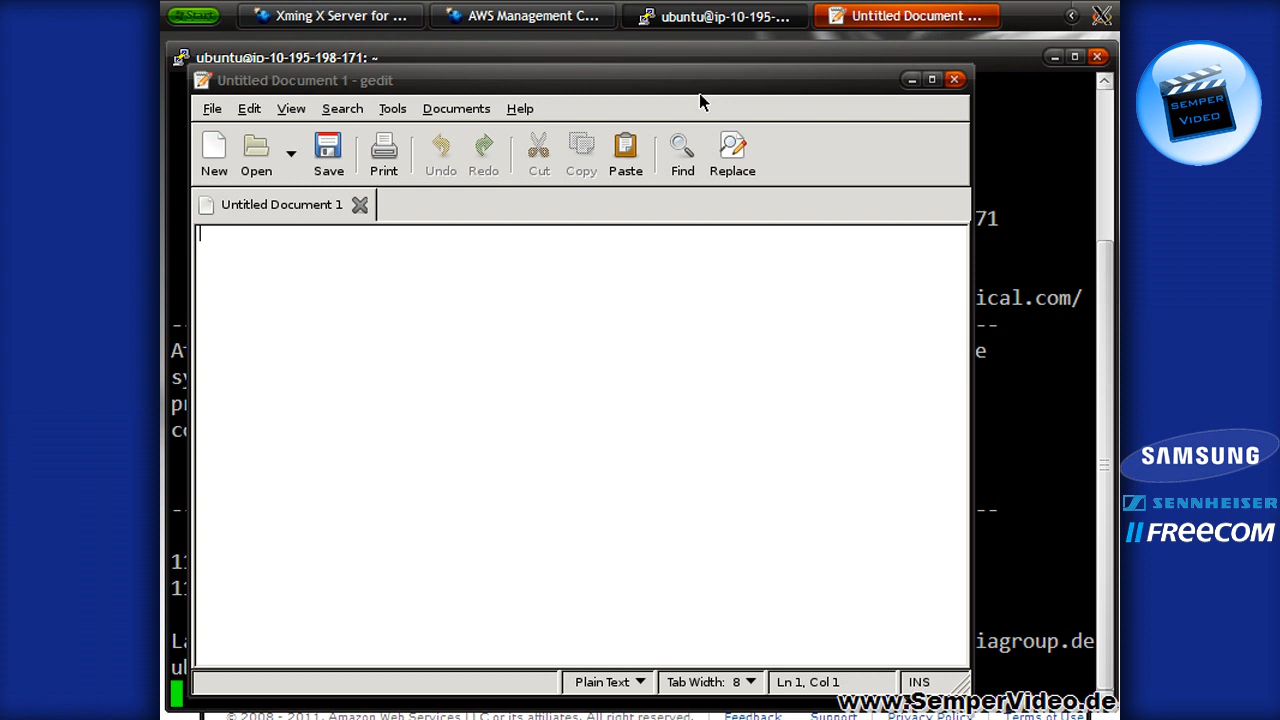 Start
Xming X Server for ...
AWS Management C...
ubuntu@ip-10-195-...
Untitled Document ...
ubuntu@ip-10-195-198-171: ~
Untitled Document 1 - gedit
File Edit View Search Tools Documents Help
New Open Save Print Undo Redo Cut Copy Paste Find Replace
Untitled Document 1
71
ical.com/
--
--
e
--
--
11
11
iagroup.de
Plain Text Tab Width: 8 Ln 1, Col 1 INS
© 2008 - 2011, Amazon Web Services LLC or its affiliates. All right reserved. Feedback Support Privacy Policy Terms of Use
www.SemperVideo.de
SEMPER
VIDEO
SAMSUNG
SENNHEISER
FREECOM